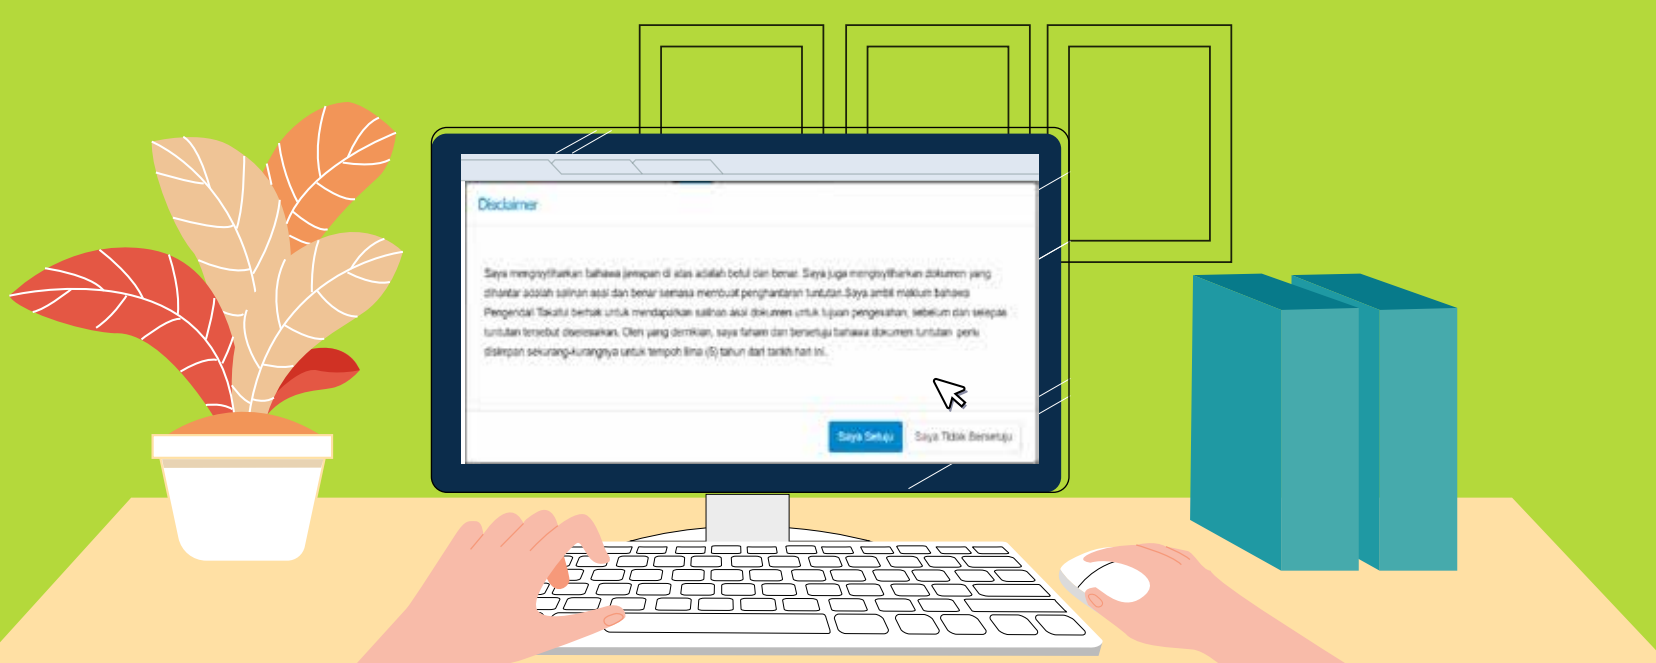 Disclaimer
Saya mengisytiharkan bahawa jawapan di atas adalah betul dan benar. Saya juga mengisytiharkan dokumen yang
dihantar adalah salinan asal dan benar semasa membuat penghantaran tuntutan.Saya ambil maklum bahawa
Pengendali Takaful berhak untuk mendapatkan salinan asal dokumen untuk tujuan pengesahan, sebelum dan selepas
tuntutan tersebut diselesaikan. Oleh yang demikian, saya faham dan bersetuju bahawa dokumen tuntutan perlu
disimpan sekurang-kurangnya untuk tempoh lima (5) tahun dari tarikh hari ini.
Saya Setuju
Saya Tidak Bersetuju